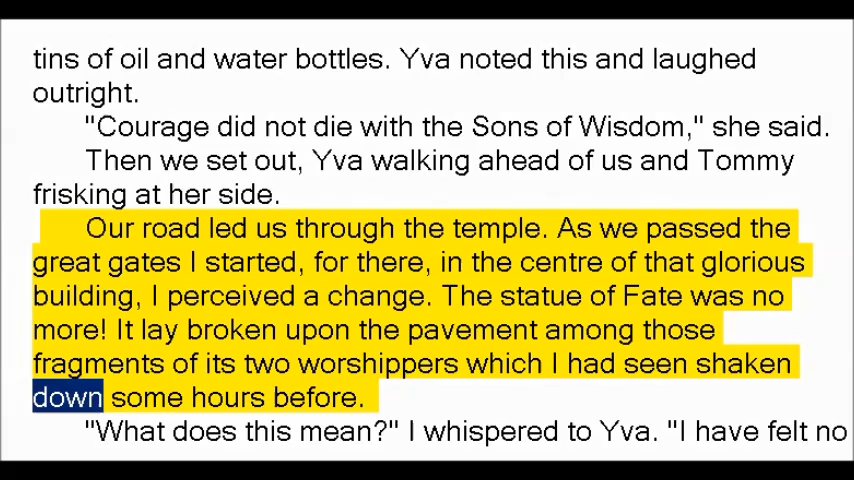 tins of oil and water bottles. Yva noted this and laughed
outright.
"Courage did not die with the Sons of Wisdom," she said.
Then we set out, Yva walking ahead of us and Tommy
frisking at her side.
Our road led us through the temple. As we passed the
great gates I started, for there, in the centre of that glorious
building, I perceived a change. The statue of Fate was no
more! It lay broken upon the pavement among those
fragments of its two worshippers which I had seen shaken
down some hours before.
"What does this mean?" I whispered to Yva. "I have felt no